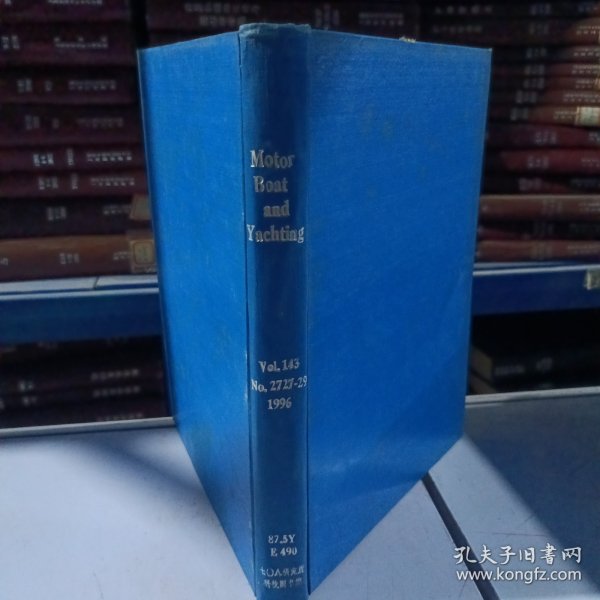 Motor
Boat
and
Yachting
Vol. 143
No. 2727-29
1996
87.5Y
E 490
孔夫子旧书网
www.kongfz.com